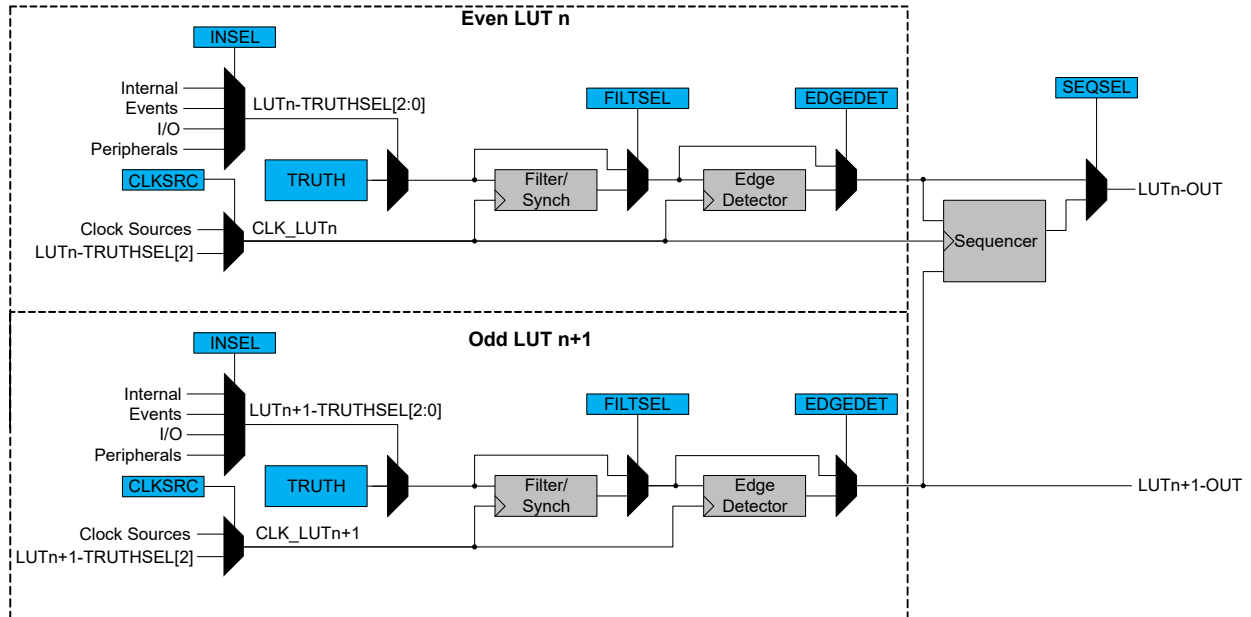 Even LUT n
INSEL
Internal
Events
I/O
Peripherals
LUTn-TRUTHSEL[2:0]
FILTSEL
EDGEDET
SEQSEL
CLKSRC
TRUTH
Filter/
Synch
Edge
Detector
LUTn-OUT
Clock Sources
LUTn-TRUTHSEL[2]
CLK_LUTn
Sequencer
Odd LUT n+1
INSEL
Internal
Events
I/O
Peripherals
LUTn+1-TRUTHSEL[2:0]
FILTSEL
EDGEDET
CLKSRC
TRUTH
Filter/
Synch
Edge
Detector
LUTn+1-OUT
Clock Sources
LUTn+1-TRUTHSEL[2]
CLK_LUTn+1